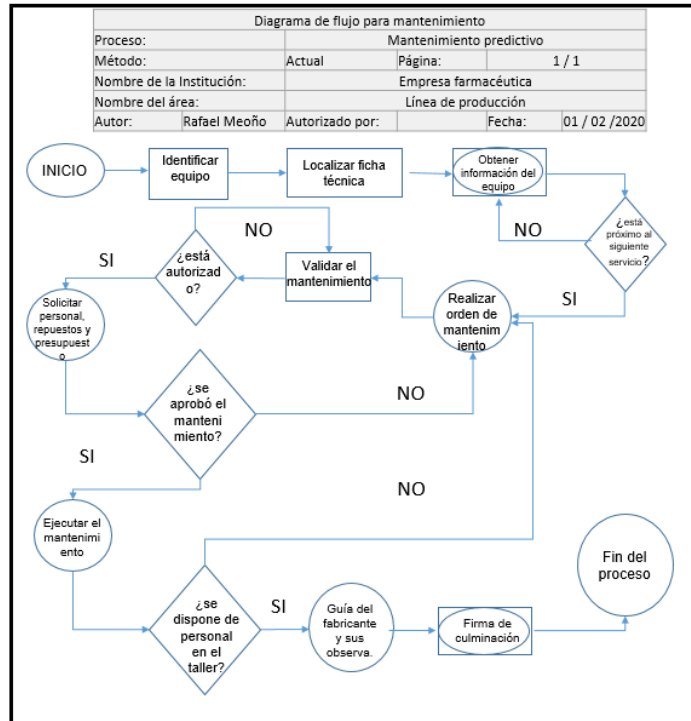 Diagrama de flujo para mantenimiento
Proceso: Mantenimiento predictivo
Método: Actual Página: 1 / 1
Nombre de la Institución: Empresa farmacéutica
Nombre del área: Línea de producción
Autor: Rafael Meoño Autorizado por: Fecha: 01 / 02 /2020
INICIO
Identificar
equipo
Localizar ficha
técnica
Obtener
información del
equipo
¿está
próximo al
siguiente
servicio?
NO
SI
Realizar
orden de
mantenim
iento
Validar el
mantenimiento
¿está
autorizad
o?
NO
SI
Solicitar
personal,
repuestos y
presupuest
o
¿se
aprobó el
manteni
miento?
NO
SI
Ejecutar el
mantenimi
ento
¿se
dispone de
personal
en el
taller?
NO
SI
Guía del
fabricante
y sus
observa.
Firma de
culminación
Fin del
proceso